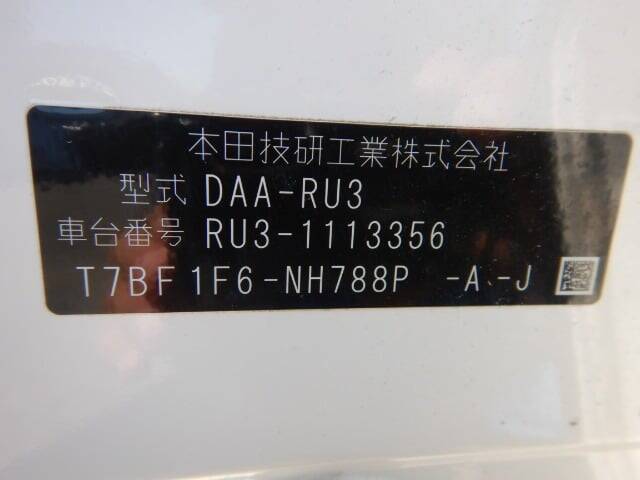 本田技研工業株式会社
型式 DAA-RU3
車台番号 RU3-1113356
T7BF 1F6-NH788P -A -J